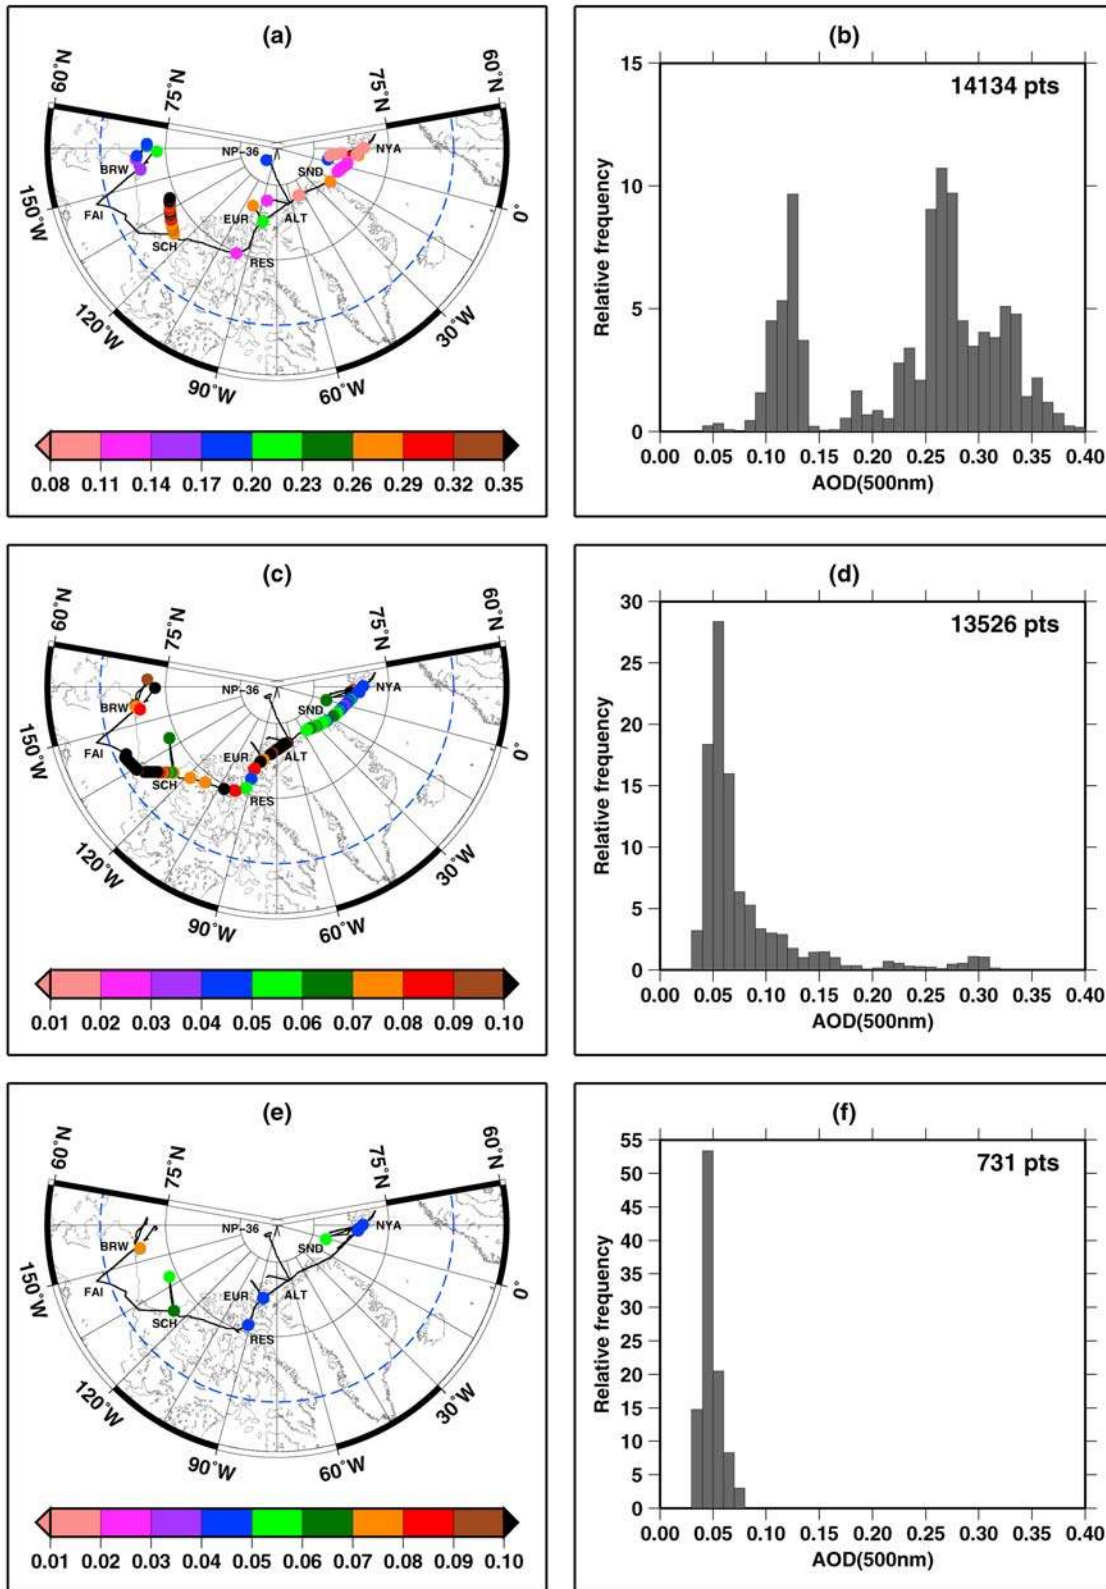 (a)
60°N
75°N
75°N
60°N
NP-36
NYA
BRW
SND
FAI
EUR
ALT
SCH
RES
150°W
0°
120°W
30°W
90°W
60°W
0.08 0.11 0.14 0.17 0.20 0.23 0.26 0.29 0.32 0.35
(b)
14134 pts
Relative frequency
15
10
5
0
0.00 0.05 0.10 0.15 0.20 0.25 0.30 0.35 0.40
AOD(500nm)
(c)
60°N
75°N
75°N
60°N
NP-36
NYA
BRW
SND
FAI
EUR
ALT
SCH
RES
150°W
0°
120°W
30°W
90°W
60°W
0.01 0.02 0.03 0.04 0.05 0.06 0.07 0.08 0.09 0.10
(d)
13526 pts
Relative frequency
30
25
20
15
10
5
0
0.00 0.05 0.10 0.15 0.20 0.25 0.30 0.35 0.40
AOD(500nm)
(e)
60°N
75°N
75°N
60°N
NP-36
NYA
BRW
SND
FAI
EUR
ALT
SCH
RES
150°W
0°
120°W
30°W
90°W
60°W
0.01 0.02 0.03 0.04 0.05 0.06 0.07 0.08 0.09 0.10
(f)
731 pts
Relative frequency
55
50
45
40
35
30
25
20
15
10
5
0
0.00 0.05 0.10 0.15 0.20 0.25 0.30 0.35 0.40
AOD(500nm)